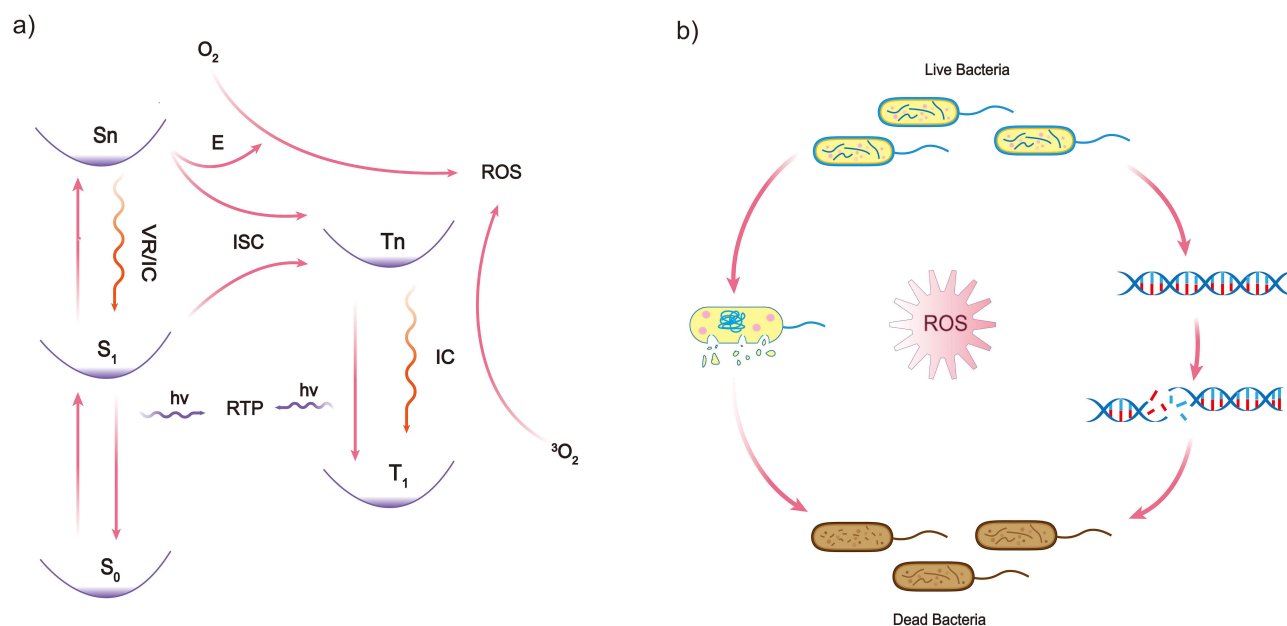 a)
O₂
Sn
E
ROS
VR/IC
ISC
Tn
S₁
IC
hv
RTP
hv
³O₂
T₁
S₀
b)
Live Bacteria
ROS
Dead Bacteria